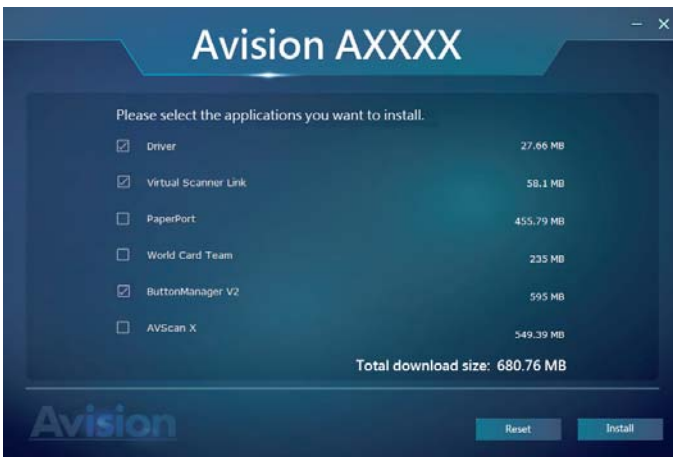 Avision AXXXX
Please select the applications you want to install.
Driver 27.66 MB
Virtual Scanner Link 58.1 MB
PaperPort 455.79 MB
World Card Team 235 MB
ButtonManager V2 595 MB
AVScan X 549.39 MB
Total download size: 680.76 MB
Avision
Reset Install